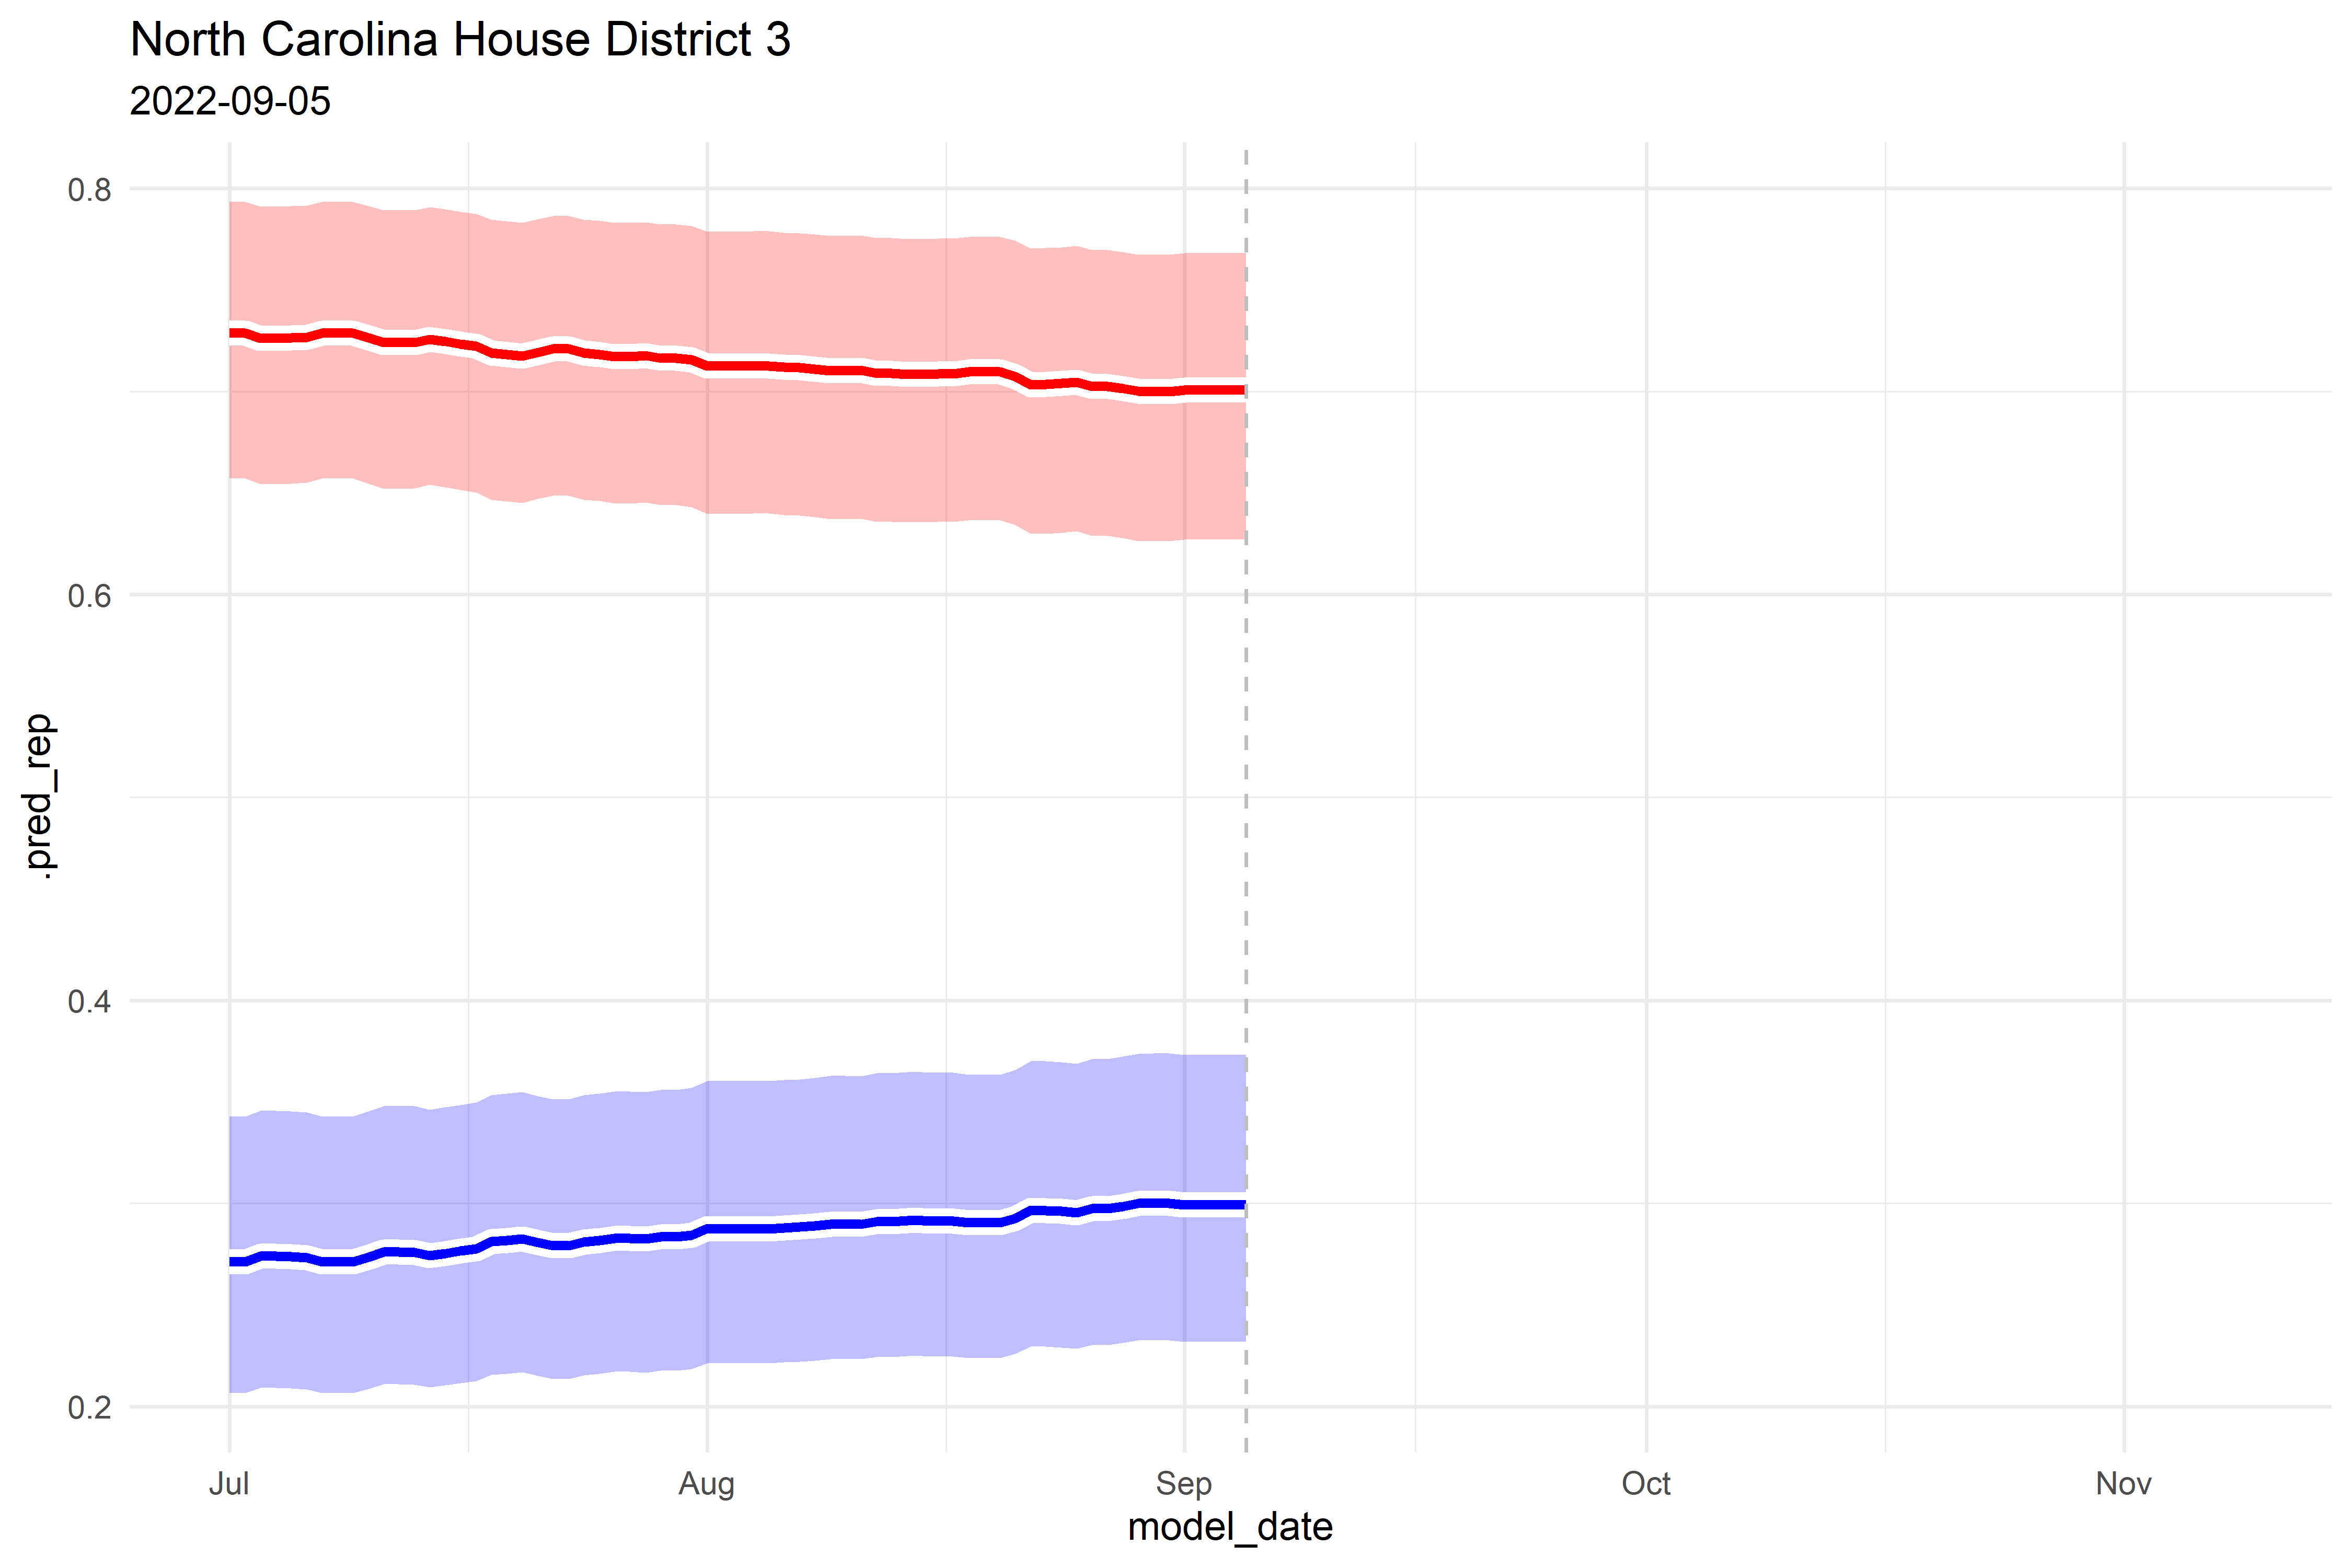 North Carolina House District 3
2022-09-05
0.8
0.6
0.4
0.2
.pred_rep
Jul Aug Sep Oct Nov
model_date